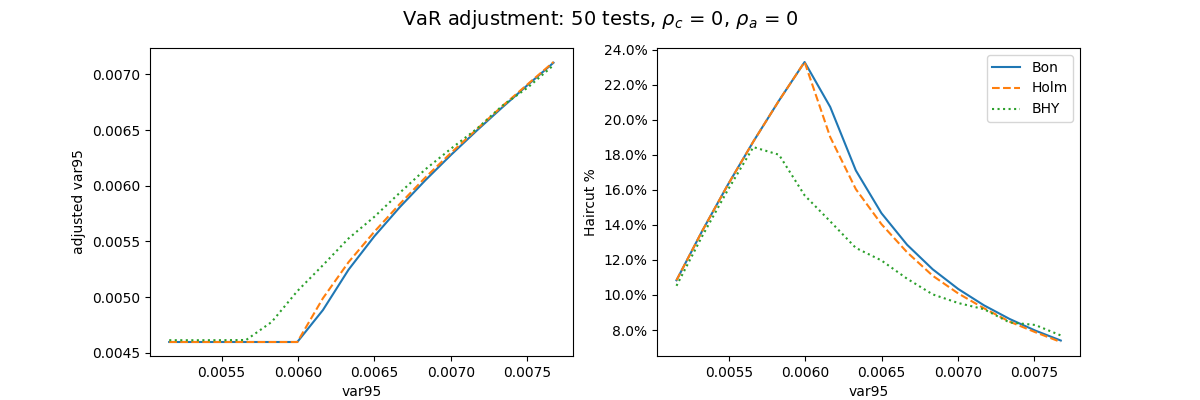 VaR adjustment: 50 tests, ρc = 0, ρa = 0
adjusted var95
0.0070
0.0065
0.0060
0.0055
0.0050
0.0045
0.0055 0.0060 0.0065 0.0070 0.0075
var95
Haircut %
24.0%
22.0%
20.0%
18.0%
16.0%
14.0%
12.0%
10.0%
8.0%
0.0055 0.0060 0.0065 0.0070 0.0075
var95
Bon
Holm
BHY